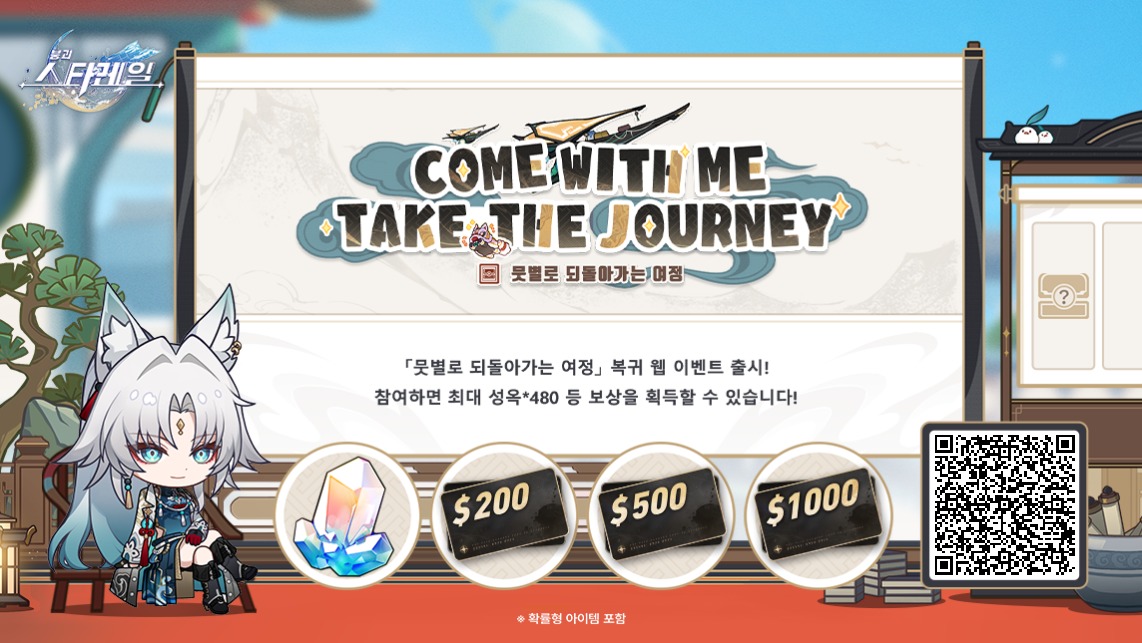 붕괴
스타레일
COME WITH ME
TAKE THE JOURNEY
뭇별로 되돌아가는 여정
「뭇별로 되돌아가는 여정」 복귀 웹 이벤트 출시!
참여하면 최대 성옥*480 등 보상을 획득할 수 있습니다!
?
$200
$500
$1000
※ 확률형 아이템 포함